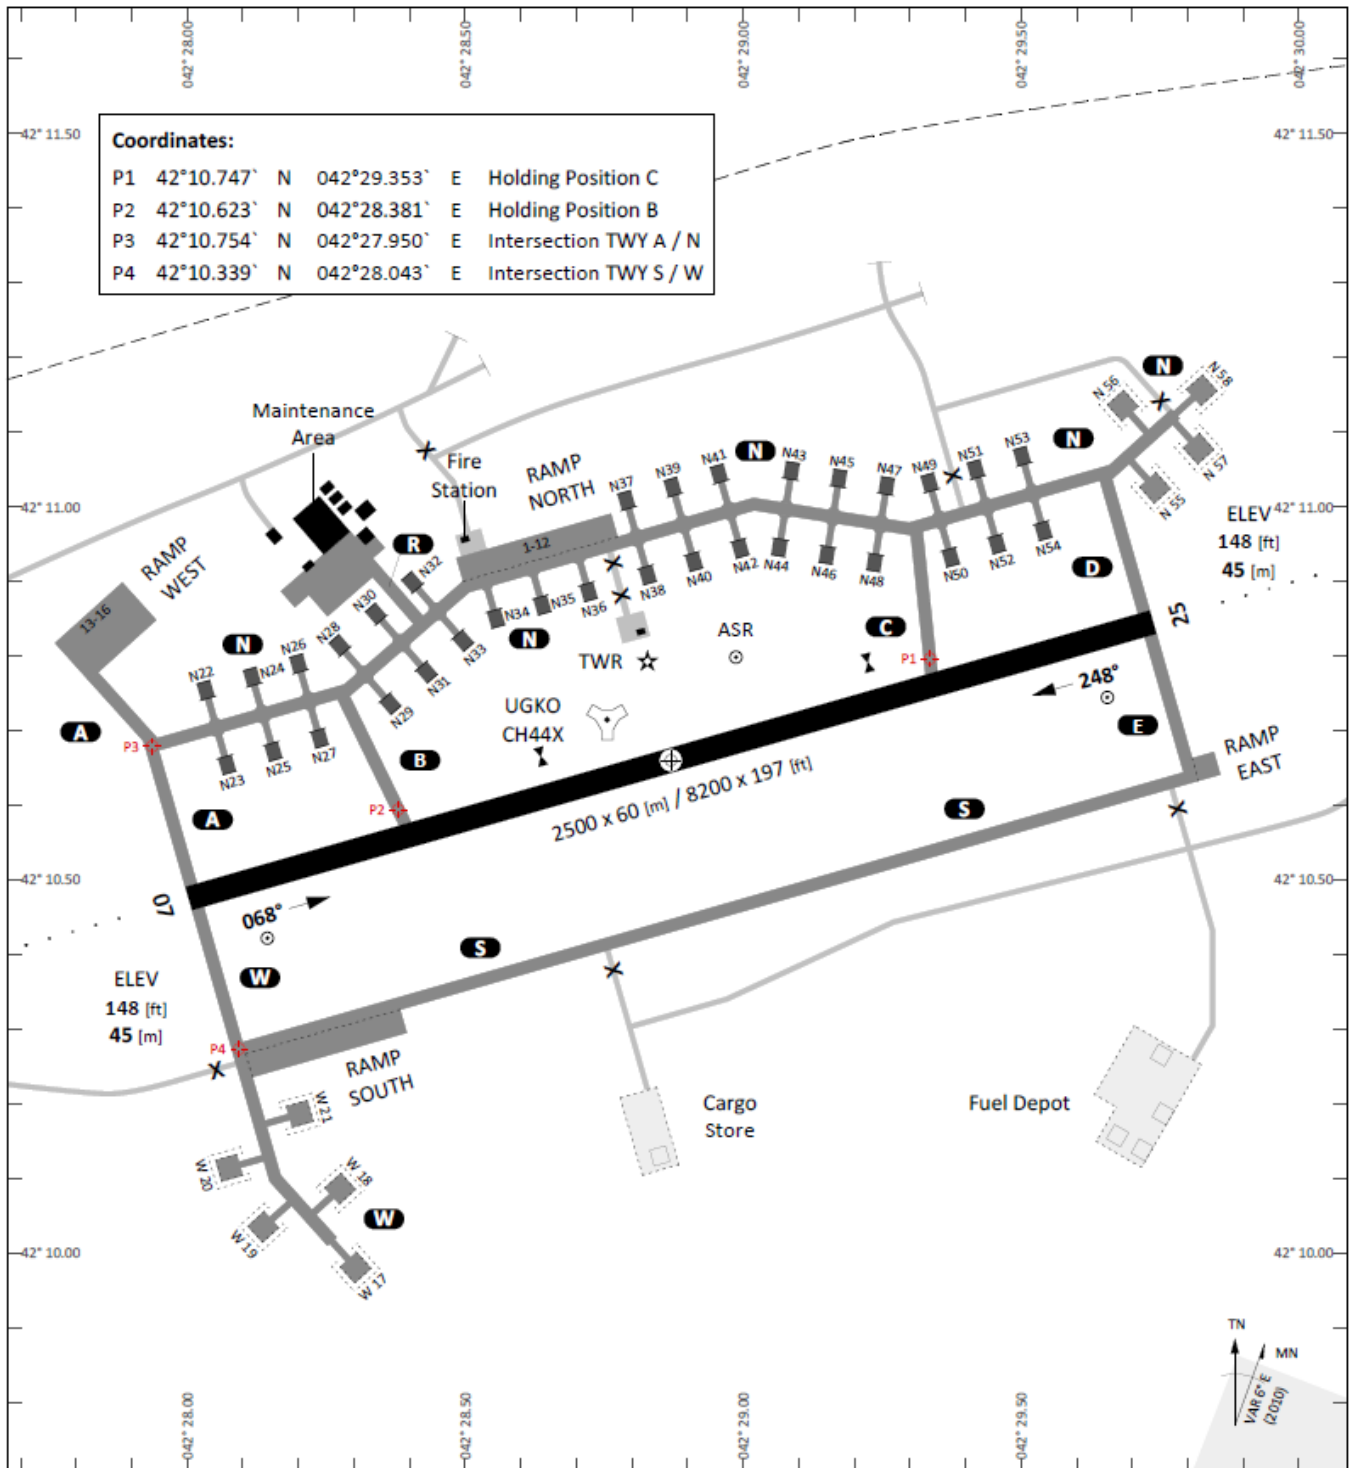 042° 28.00
042° 28.50
042° 29.00
042° 29.50
042° 30.00
42° 11.50
42° 11.50
Coordinates:
P1 42°10.747` N 042°29.353` E Holding Position C
P2 42°10.623` N 042°28.381` E Holding Position B
P3 42°10.754` N 042°27.950` E Intersection TWY A / N
P4 42°10.339` N 042°28.043` E Intersection TWY S / W
Maintenance
Area
Fire
Station
RAMP
NORTH
1-12
RAMP
WEST
13-16
N
N 56
N 58
N 57
N 55
N
N53
N51
N49
N47
N45
N43
N
N41
N39
N37
42° 11.00
42° 11.00
ELEV
148 [ft]
45 [m]
R
N32
N30
N28
N26
N24
N22
N
N34
N35
N36
N38
N40
N42
N44
N46
N48
N50
N52
N54
N
N33
N31
N29
N27
N25
N23
D
25
C
P1
ASR
TWR
UGKO
CH44X
A
P3
B
P2
A
248°
E
RAMP
EAST
2500 x 60 [m] / 8200 x 197 [ft]
S
42° 10.50
42° 10.50
07
068°
S
W
ELEV
148 [ft]
45 [m]
P4
RAMP
SOUTH
W 21
W 20
W 18
W 19
W 17
W
Cargo
Store
Fuel Depot
42° 10.00
42° 10.00
TN
MN
VAR 6° E
(2010)
042° 28.00
042° 28.50
042° 29.00
042° 29.50